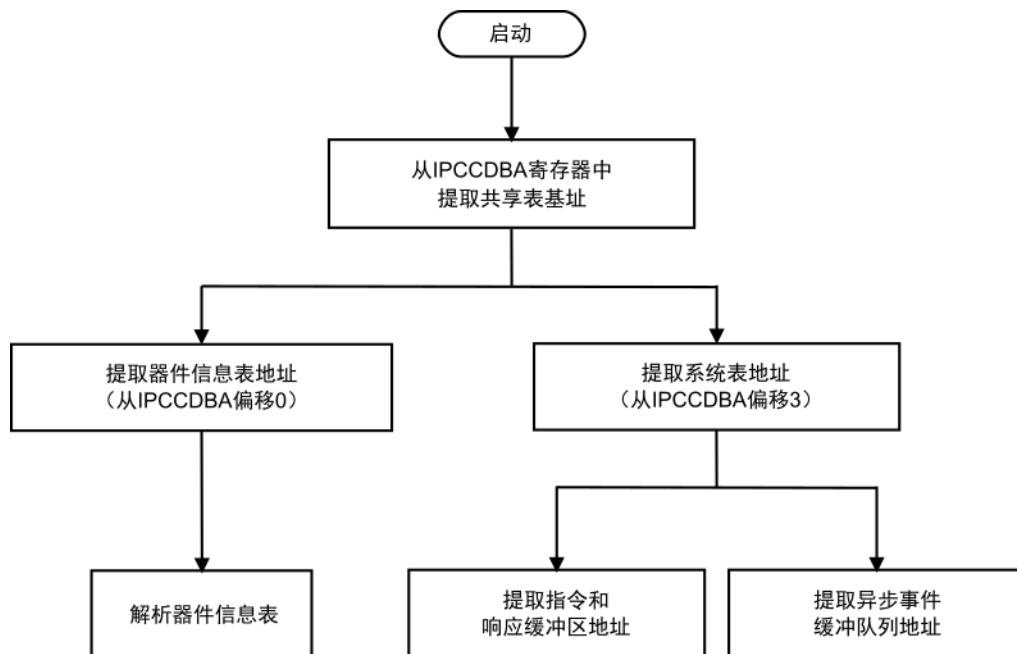 启动
从IPCCDBA寄存器中
提取共享表基址
提取器件信息表地址
（从IPCCDBA偏移0）
提取系统表地址
（从IPCCDBA偏移3）
解析器件信息表
提取指令和
响应缓冲区地址
提取异步事件
缓冲队列地址